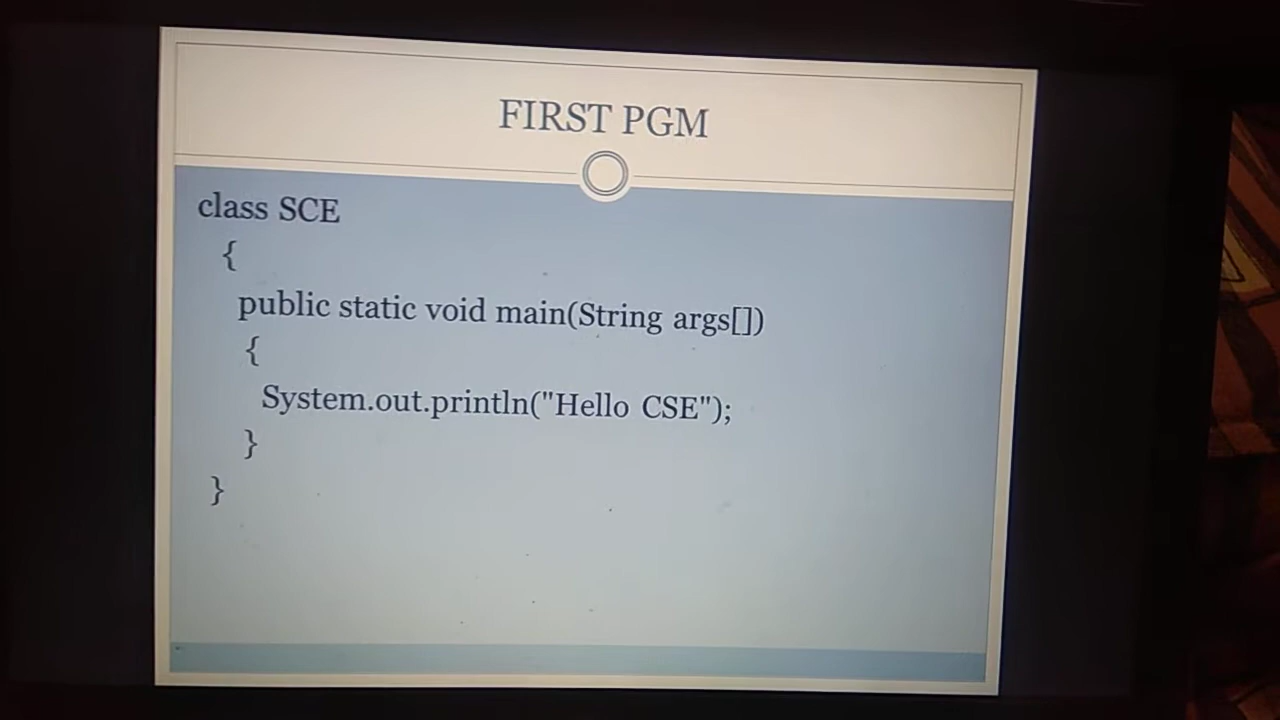 FIRST PGM
class SCE
{
public static void main(String args[])
{
System.out.println("Hello CSE");
}
}